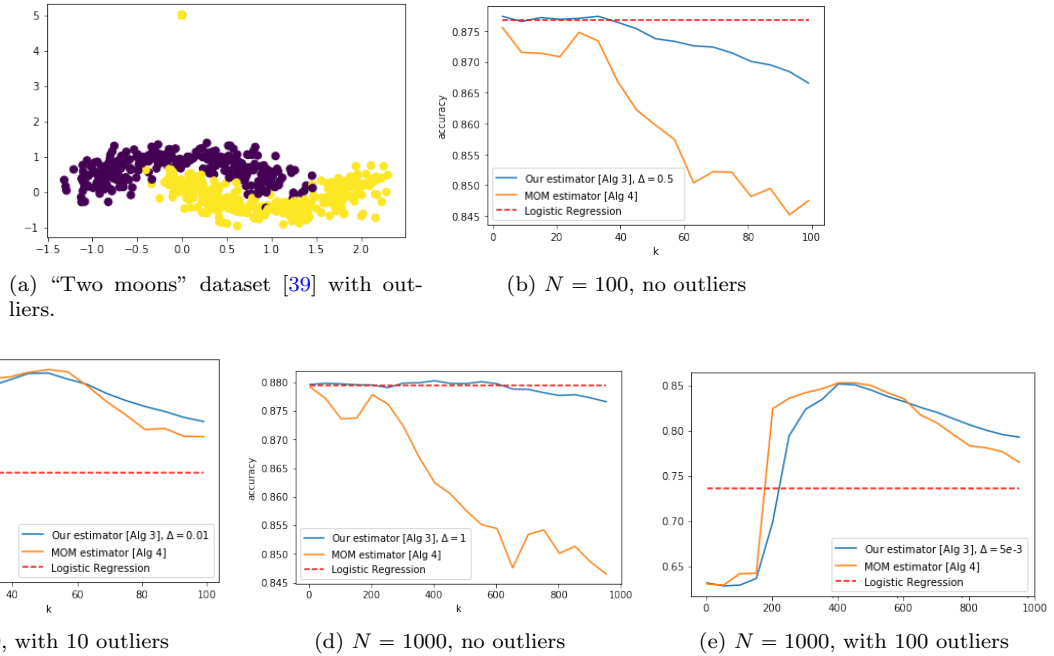 5
4
3
2
1
0
−1
−1.5 −1.0 −0.5 0.0 0.5 1.0 1.5 2.0
(a) “Two moons” dataset [39] with out-
liers.
accuracy
0.875
0.870
0.865
0.860
0.855
0.850
0.845
Our estimator [Alg 3], Δ = 0.5
MOM estimator [Alg 4]
Logistic Regression
0 20 40 60 80 100
k
(b) N = 100, no outliers
Our estimator [Alg 3], Δ = 0.01
MOM estimator [Alg 4]
Logistic Regression
40 60 80 100
k
, with 10 outliers
accuracy
0.880
0.875
0.870
0.865
0.860
0.855
0.850
0.845
Our estimator [Alg 3], Δ = 1
MOM estimator [Alg 4]
Logistic Regression
0 200 400 600 800 1000
k
(d) N = 1000, no outliers
0.85
0.80
0.75
0.70
0.65
Our estimator [Alg 3], Δ = 5e-3
MOM estimator [Alg 4]
Logistic Regression
0 200 400 600 800 1000
k
(e) N = 1000, with 100 outliers